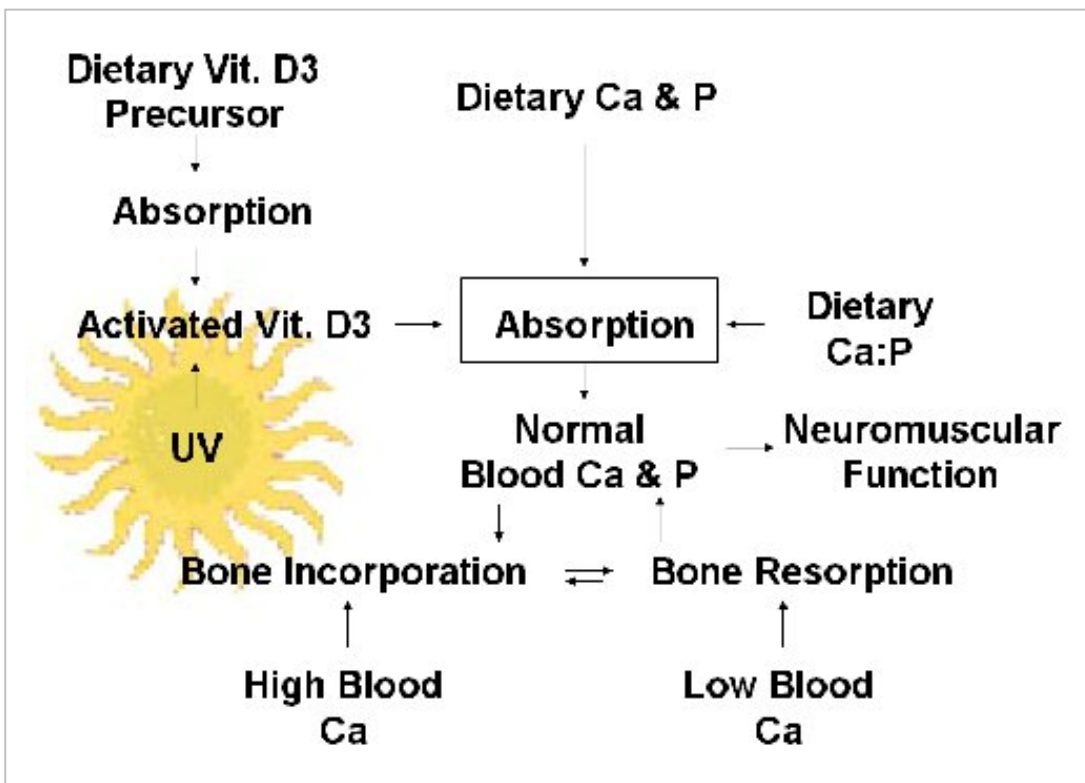 Dietary Vit. D3
Precursor
Dietary Ca & P
Absorption
Activated Vit. D3
Absorption
Dietary
Ca:P
UV
Normal
Blood Ca & P
Neuromuscular
Function
Bone Incorporation
Bone Resorption
High Blood
Ca
Low Blood
Ca